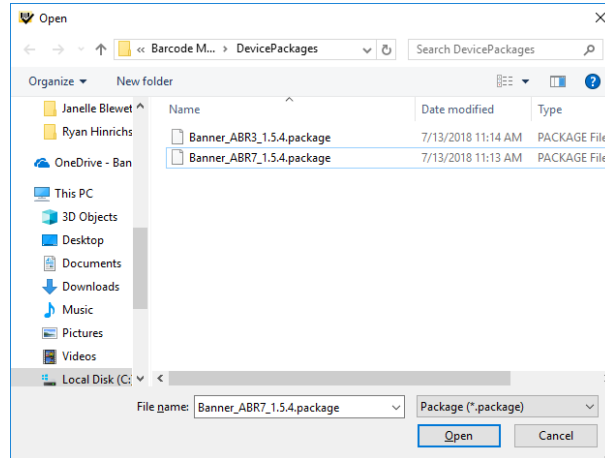 Open
« Barcode M... › DevicePackages
Search DevicePackages
Organize
New folder
Name
Date modified
Type
Janelle Blewet
Ryan Hinrichs
OneDrive - Ban
This PC
3D Objects
Desktop
Documents
Downloads
Music
Pictures
Videos
Local Disk (C:
Banner_ABR3_1.5.4.package 7/13/2018 11:14 AM PACKAGE File
Banner_ABR7_1.5.4.package 7/13/2018 11:13 AM PACKAGE File
File name: Banner_ABR7_1.5.4.package
Package (*.package)
Open
Cancel